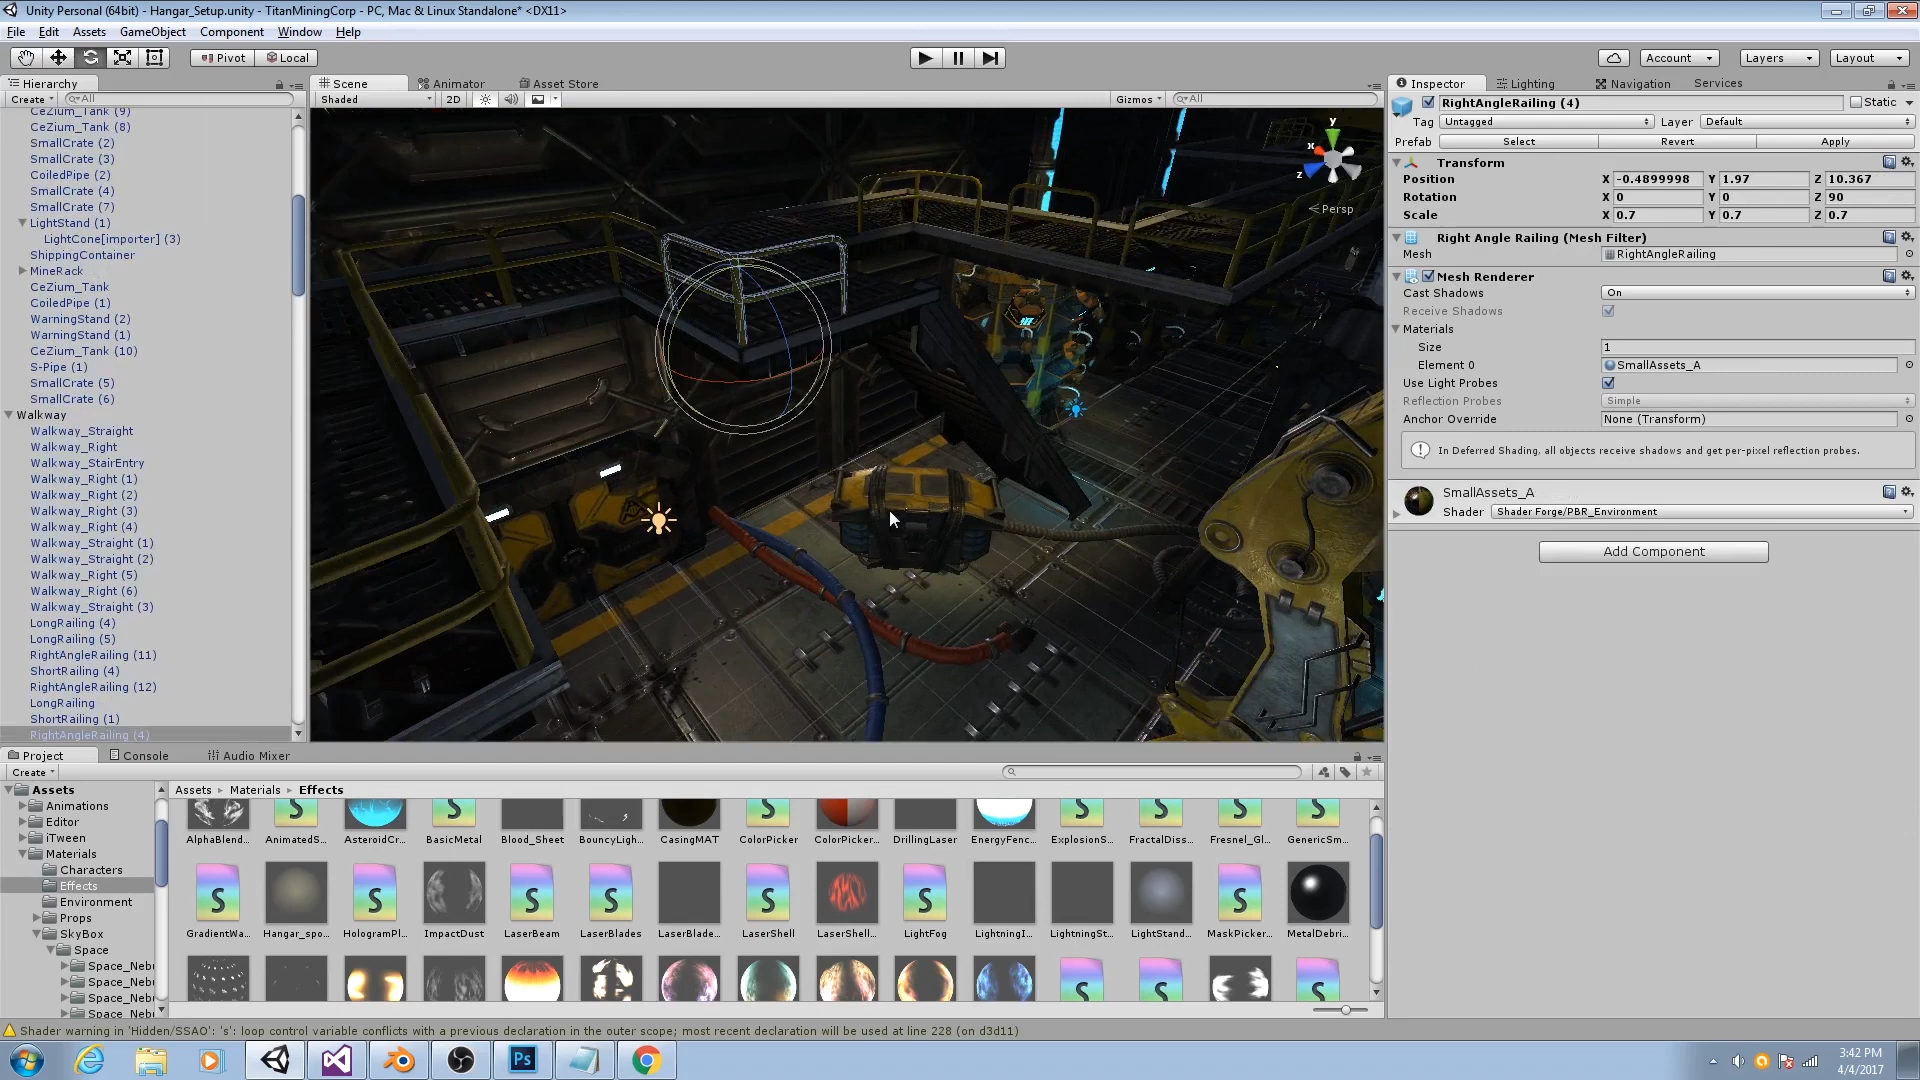 Unity Personal (64bit) - Hangar_Setup.unity - TitanMiningCorp - PC, Mac & Linux Standalone* <DX11>
File Edit Assets GameObject Component Window Help
Pivot Local Account Layers Layout
Hierarchy
Create All
CeZium_Tank (9)
CeZium_Tank (8)
SmallCrate (2)
SmallCrate (3)
CoiledPipe (2)
SmallCrate (4)
SmallCrate (7)
LightStand (1)
LightCone[importer] (3)
ShippingContainer
MineRack
CeZium_Tank
CoiledPipe (1)
WarningStand (2)
WarningStand (1)
CeZium_Tank (10)
S-Pipe (1)
SmallCrate (5)
SmallCrate (6)
Walkway
Walkway_Straight
Walkway_Right
Walkway_StairEntry
Walkway_Right (1)
Walkway_Right (2)
Walkway_Right (3)
Walkway_Right (4)
Walkway_Straight (1)
Walkway_Straight (2)
Walkway_Right (5)
Walkway_Right (6)
Walkway_Straight (3)
LongRailing (4)
LongRailing (5)
RightAngleRailing (11)
ShortRailing (4)
RightAngleRailing (12)
LongRailing
ShortRailing (1)
RightAngleRailing (4)
Scene Animator Asset Store
Shaded 2D Gizmos All
y
x
z
Persp
Inspector Lighting Navigation Services
RightAngleRailing (4) Static
Tag Untagged Layer Default
Prefab Select Revert Apply
Transform
Position X -0.4899998 Y 1.97 Z 10.367
Rotation X 0 Y 0 Z 90
Scale X 0.7 Y 0.7 Z 0.7
Right Angle Railing (Mesh Filter)
Mesh RightAngleRailing
Mesh Renderer
Cast Shadows On
Receive Shadows
Materials
Size 1
Element 0 SmallAssets_A
Use Light Probes
Reflection Probes Simple
Anchor Override None (Transform)
In Deferred Shading, all objects receive shadows and get per-pixel reflection probes.
SmallAssets_A
Shader Shader Forge/PBR_Environment
Add Component
Project Console Audio Mixer
Create
Assets
Animations
Editor
iTween
Materials
Characters
Effects
Environment
Props
SkyBox
Space
Space_Nebu
Space_Nebu
Space_Nebu
Space_Nebu
Assets Materials Effects
AlphaBlend... AnimatedS... AsteroidCr... BasicMetal Blood_Sheet BouncyLigh... CasingMAT ColorPicker ColorPicker... DrillingLaser EnergyFenc... ExplosionS... FractalDiss... Fresnel_Gl... GenericSm...
GradientWa... Hangar_spo... HologramPl... ImpactDust LaserBeam LaserBlades LaserBlade... LaserShell LaserShell... LightFog LightningI... LightningSt... LightStand... MaskPicker... MetalDebri...
Shader warning in 'Hidden/SSAO': 's': loop control variable conflicts with a previous declaration in the outer scope; most recent declaration will be used at line 228 (on d3d11)
Ps
3:42 PM
4/4/2017